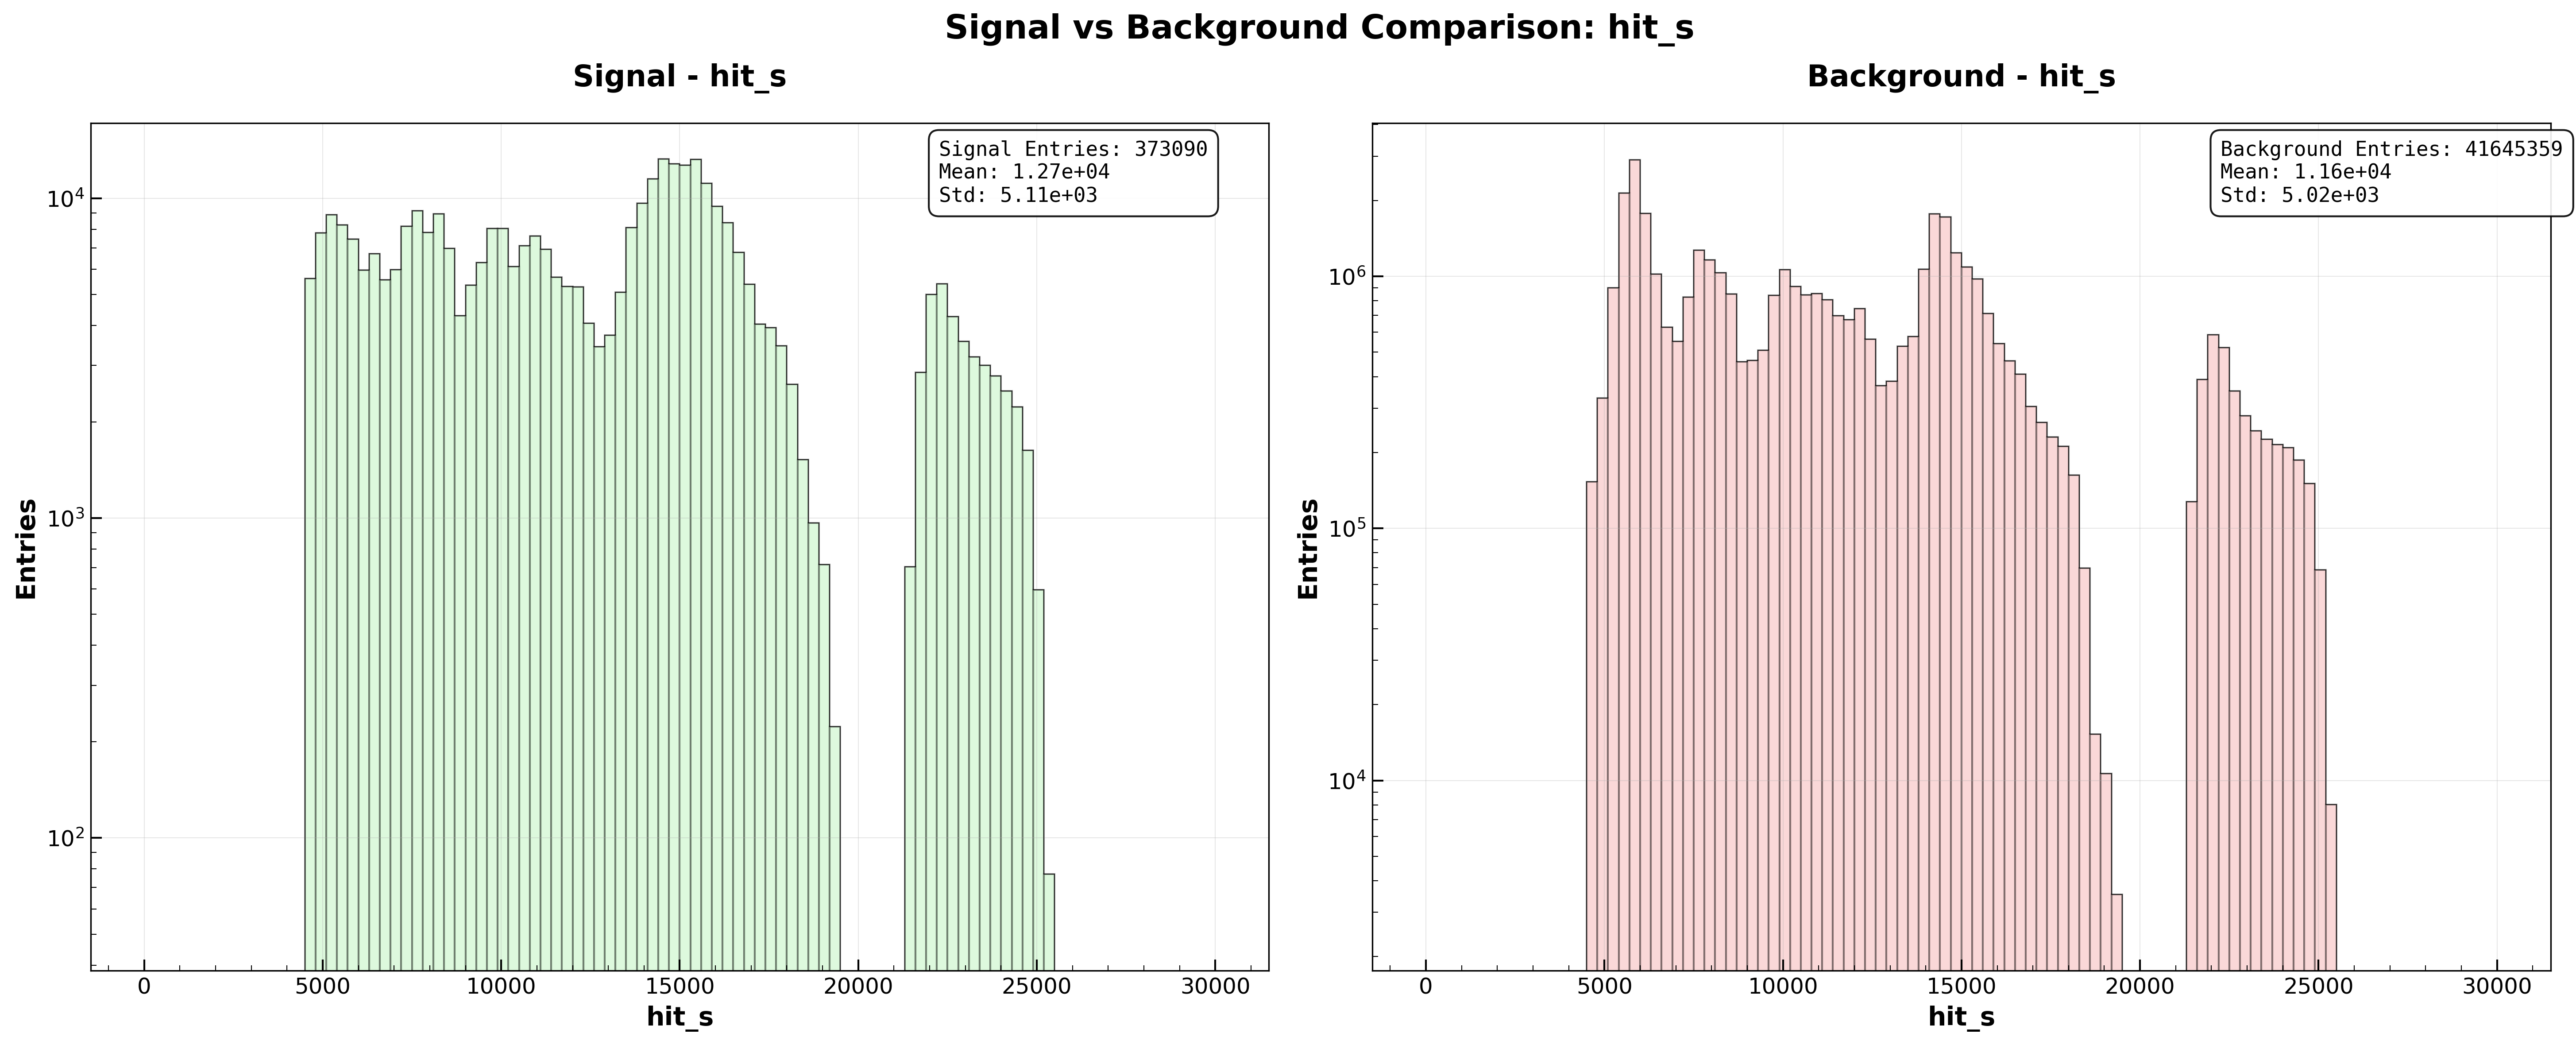 Signal vs Background Comparison: hit_s
Signal - hit_s
Signal Entries: 373090
Mean: 1.27e+04
Std: 5.11e+03
10^4
10^3
10^2
Entries
0 5000 10000 15000 20000 25000 30000
hit_s
Background - hit_s
Background Entries: 41645359
Mean: 1.16e+04
Std: 5.02e+03
10^6
10^5
10^4
Entries
0 5000 10000 15000 20000 25000 30000
hit_s